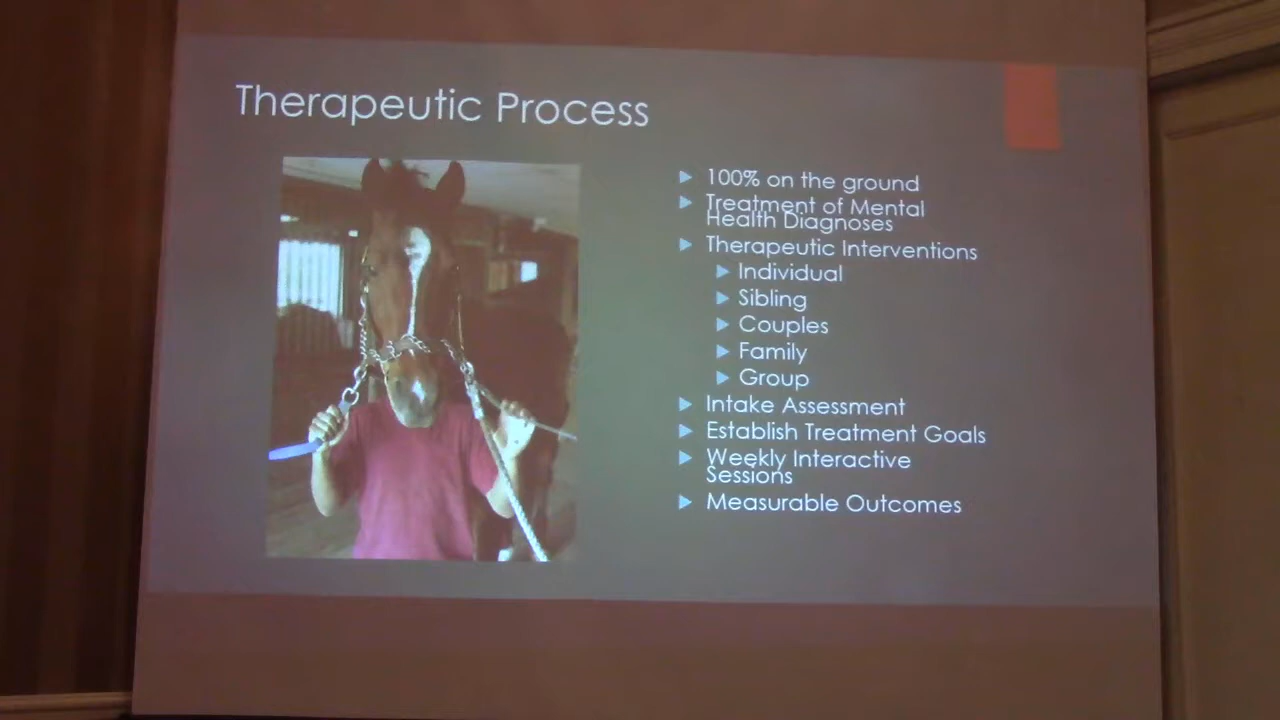 Therapeutic Process
100% on the ground
Treatment of Mental
Health Diagnoses
Therapeutic Interventions
Individual
Sibling
Couples
Family
Group
Intake Assessment
Establish Treatment Goals
Weekly Interactive
Sessions
Measurable Outcomes